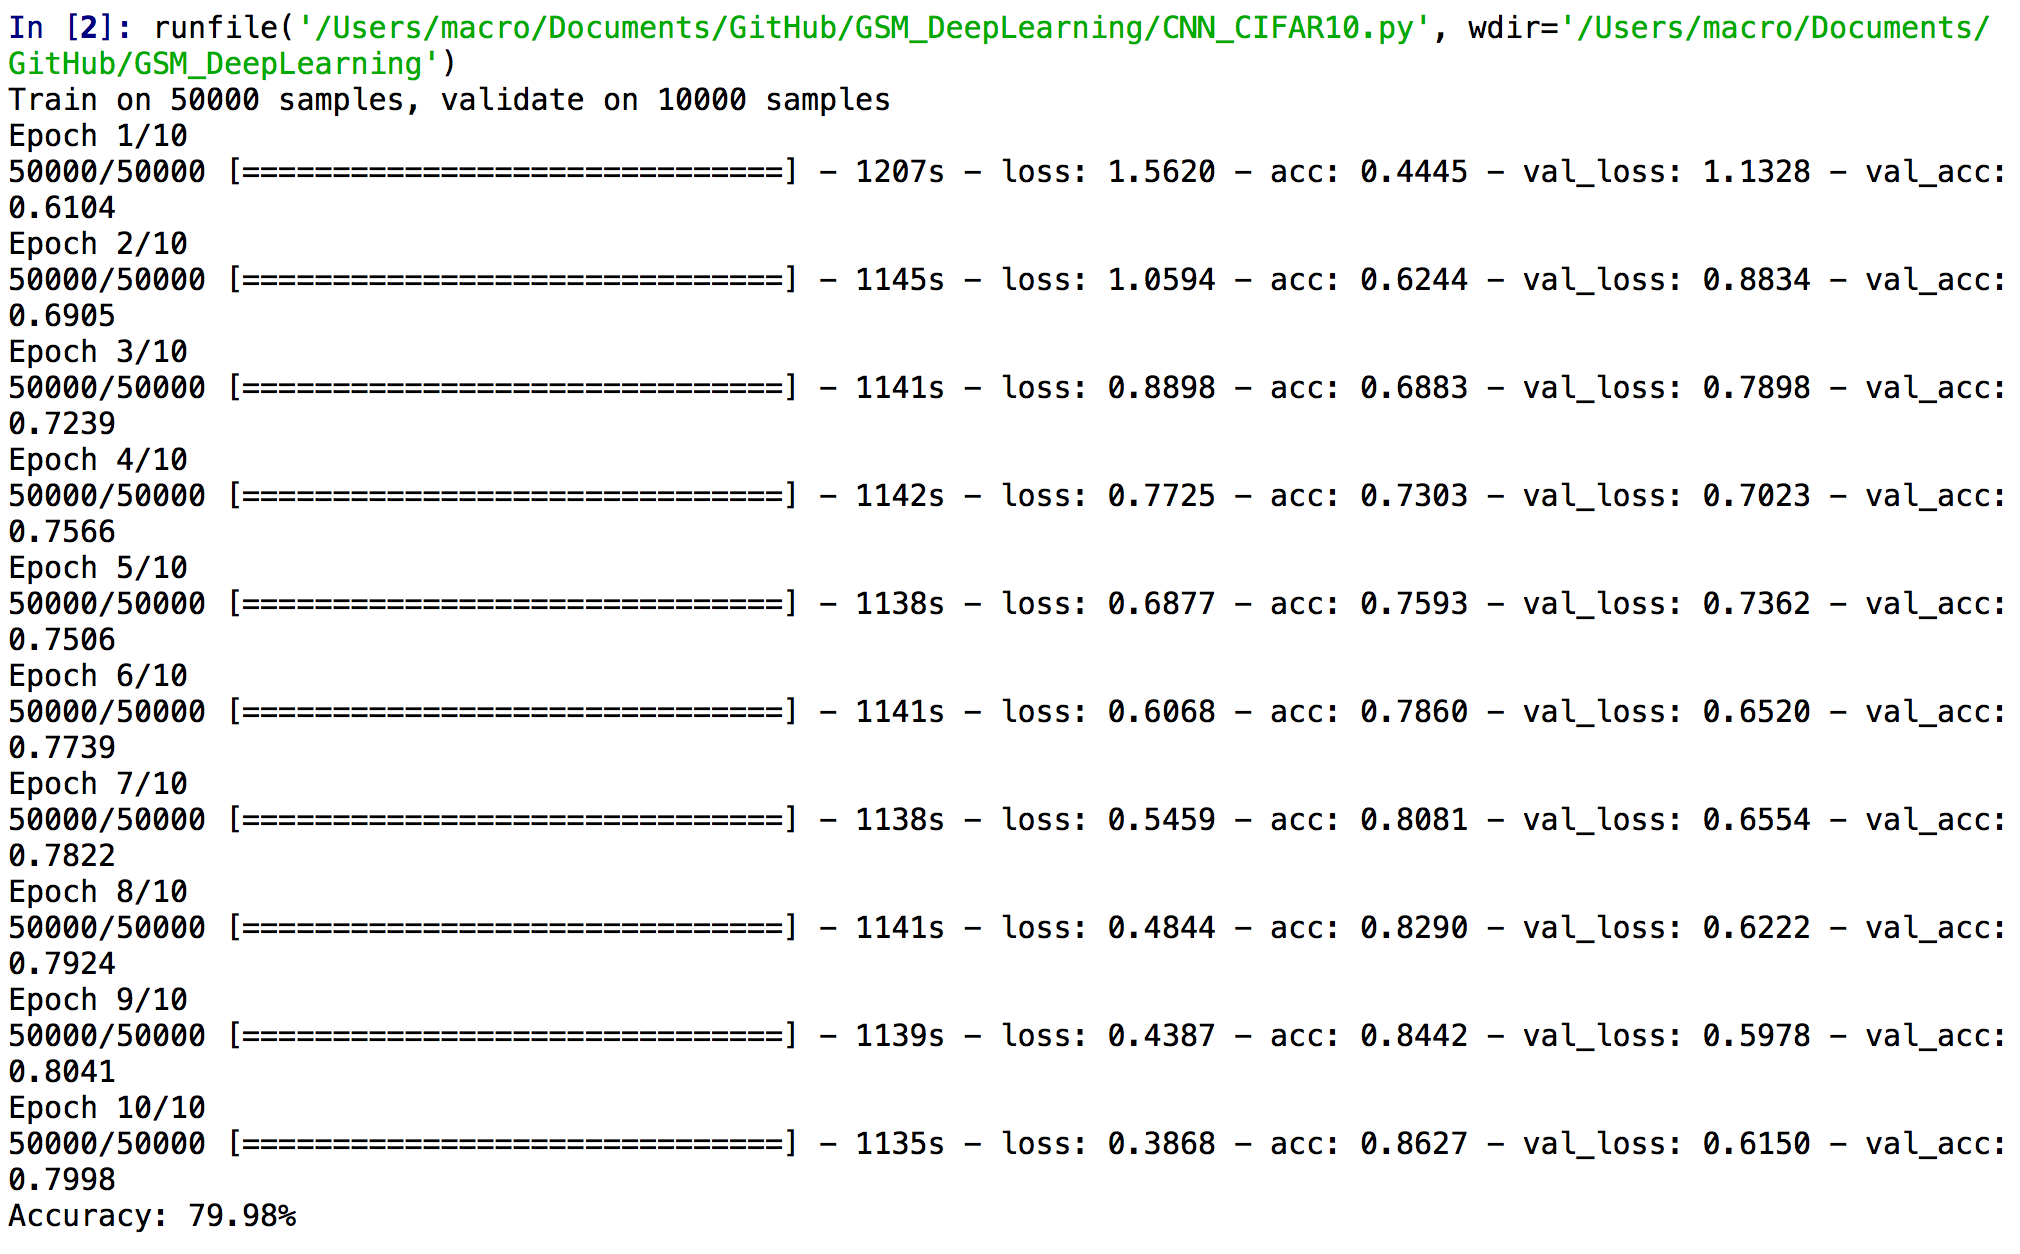 In [2]: runfile('/Users/macro/Documents/GitHub/GSM_DeepLearning/CNN_CIFAR10.py', wdir='/Users/macro/Documents/
GitHub/GSM_DeepLearning')
Train on 50000 samples, validate on 10000 samples
Epoch 1/10
50000/50000 [==============================] - 1207s - loss: 1.5620 - acc: 0.4445 - val_loss: 1.1328 - val_acc:
0.6104
Epoch 2/10
50000/50000 [==============================] - 1145s - loss: 1.0594 - acc: 0.6244 - val_loss: 0.8834 - val_acc:
0.6905
Epoch 3/10
50000/50000 [==============================] - 1141s - loss: 0.8898 - acc: 0.6883 - val_loss: 0.7898 - val_acc:
0.7239
Epoch 4/10
50000/50000 [==============================] - 1142s - loss: 0.7725 - acc: 0.7303 - val_loss: 0.7023 - val_acc:
0.7566
Epoch 5/10
50000/50000 [==============================] - 1138s - loss: 0.6877 - acc: 0.7593 - val_loss: 0.7362 - val_acc:
0.7506
Epoch 6/10
50000/50000 [==============================] - 1141s - loss: 0.6068 - acc: 0.7860 - val_loss: 0.6520 - val_acc:
0.7739
Epoch 7/10
50000/50000 [==============================] - 1138s - loss: 0.5459 - acc: 0.8081 - val_loss: 0.6554 - val_acc:
0.7822
Epoch 8/10
50000/50000 [==============================] - 1141s - loss: 0.4844 - acc: 0.8290 - val_loss: 0.6222 - val_acc:
0.7924
Epoch 9/10
50000/50000 [==============================] - 1139s - loss: 0.4387 - acc: 0.8442 - val_loss: 0.5978 - val_acc:
0.8041
Epoch 10/10
50000/50000 [==============================] - 1135s - loss: 0.3868 - acc: 0.8627 - val_loss: 0.6150 - val_acc:
0.7998
Accuracy: 79.98%